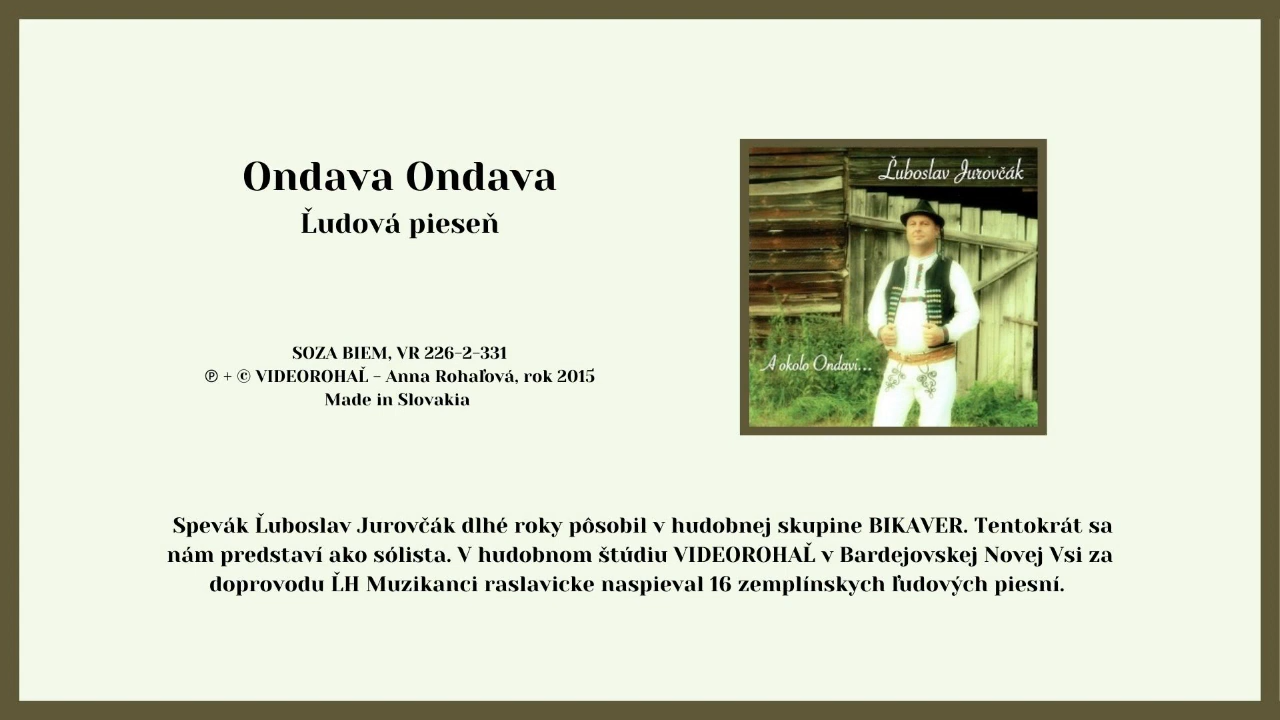 Ondava Ondava
Ľudová pieseň
SOZA BIEM, VR 226-2-331
℗ + © VIDEOROHAĽ - Anna Rohaľová, rok 2015
Made in Slovakia
Ľuboslav Jurovčák
A okolo Ondavi...
Spevák Ľuboslav Jurovčák dlhé roky pôsobil v hudobnej skupine BIKAVER. Tentokrát sa
nám predstaví ako sólista. V hudobnom štúdiu VIDEOROHAĽ v Bardejovskej Novej Vsi za
doprovodu ĽH Muzikanci raslavicke naspieval 16 zemplínskych ľudových piesní.